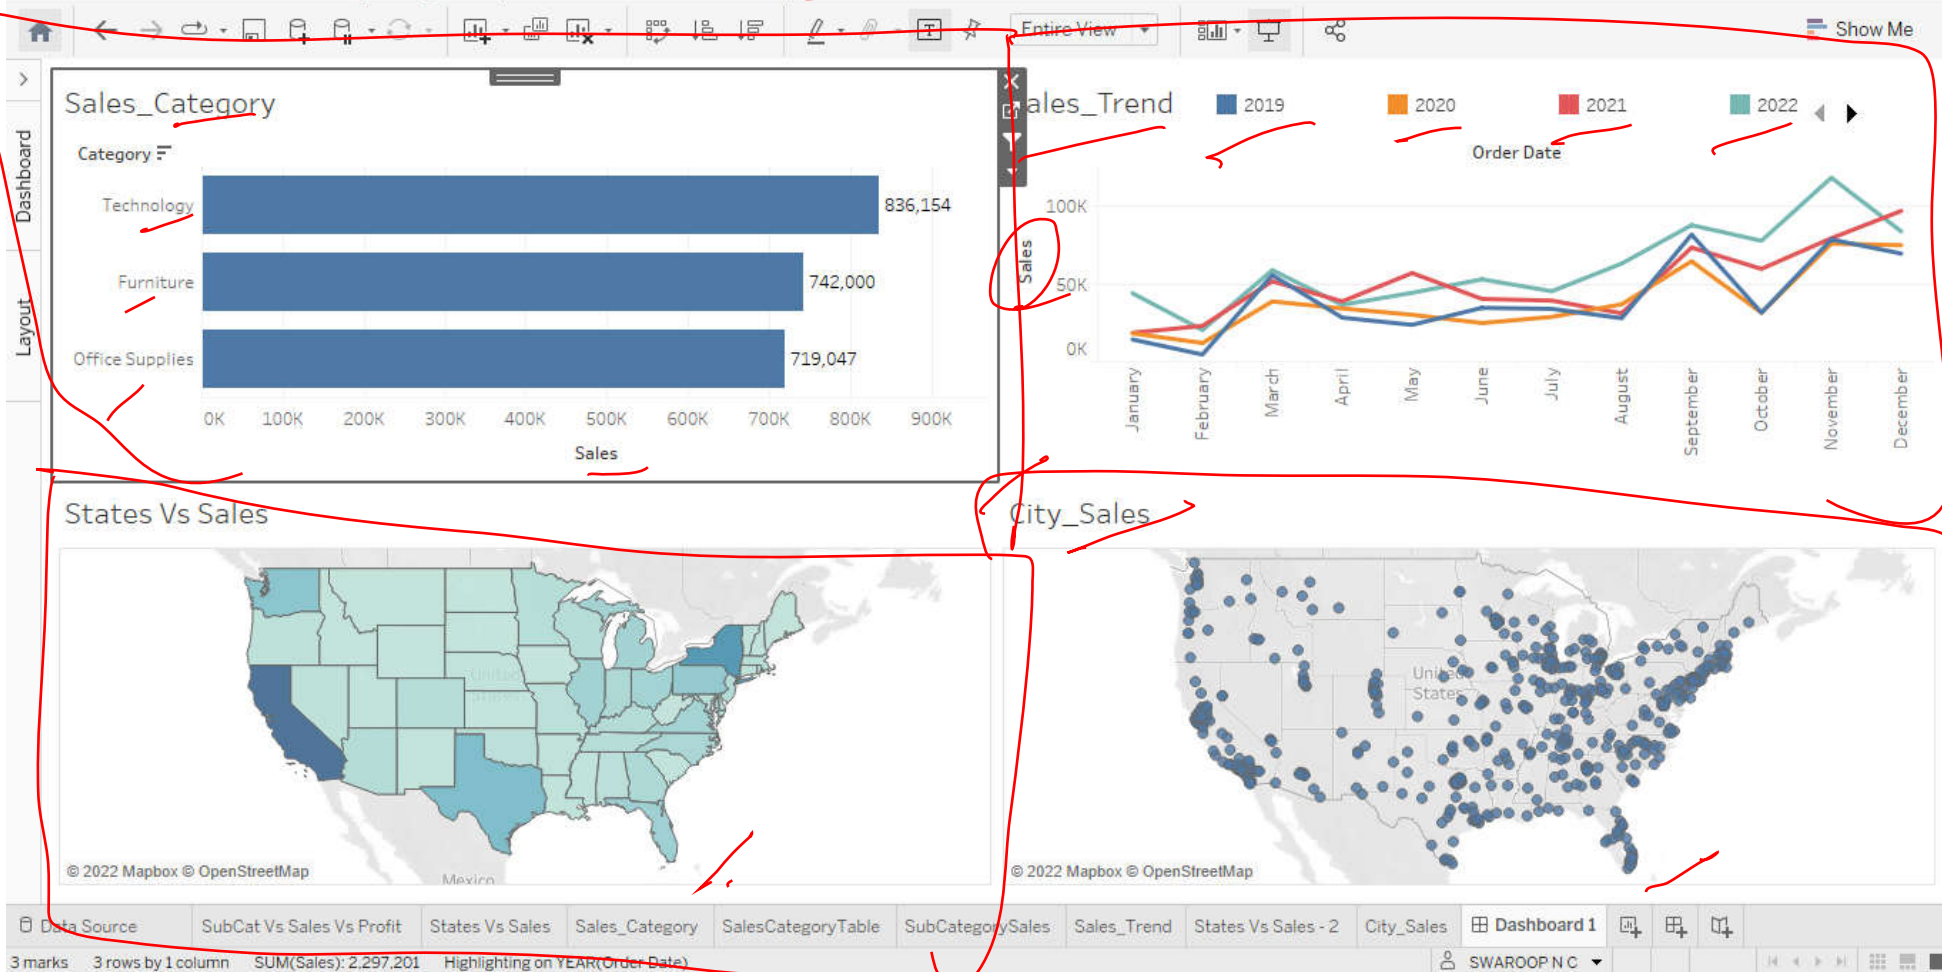 Entire View
Show Me
Dashboard
Layout
Sales_Category
Category
Technology
836,154
Furniture
742,000
Office Supplies
719,047
0K 100K 200K 300K 400K 500K 600K 700K 800K 900K
Sales
ales_Trend
2019 2020 2021 2022
Order Date
Sales
100K
50K
0K
January February March April May June July August September October November December
States Vs Sales
United
States
Mexico
© 2022 Mapbox © OpenStreetMap
City_Sales
United
States
© 2022 Mapbox © OpenStreetMap
Data Source SubCat Vs Sales Vs Profit States Vs Sales Sales_Category SalesCategoryTable SubCategorySales Sales_Trend States Vs Sales - 2 City_Sales Dashboard 1
3 marks 3 rows by 1 column SUM(Sales): 2,297,201 Highlighting on YEAR(Order Date) SWAROOP N C